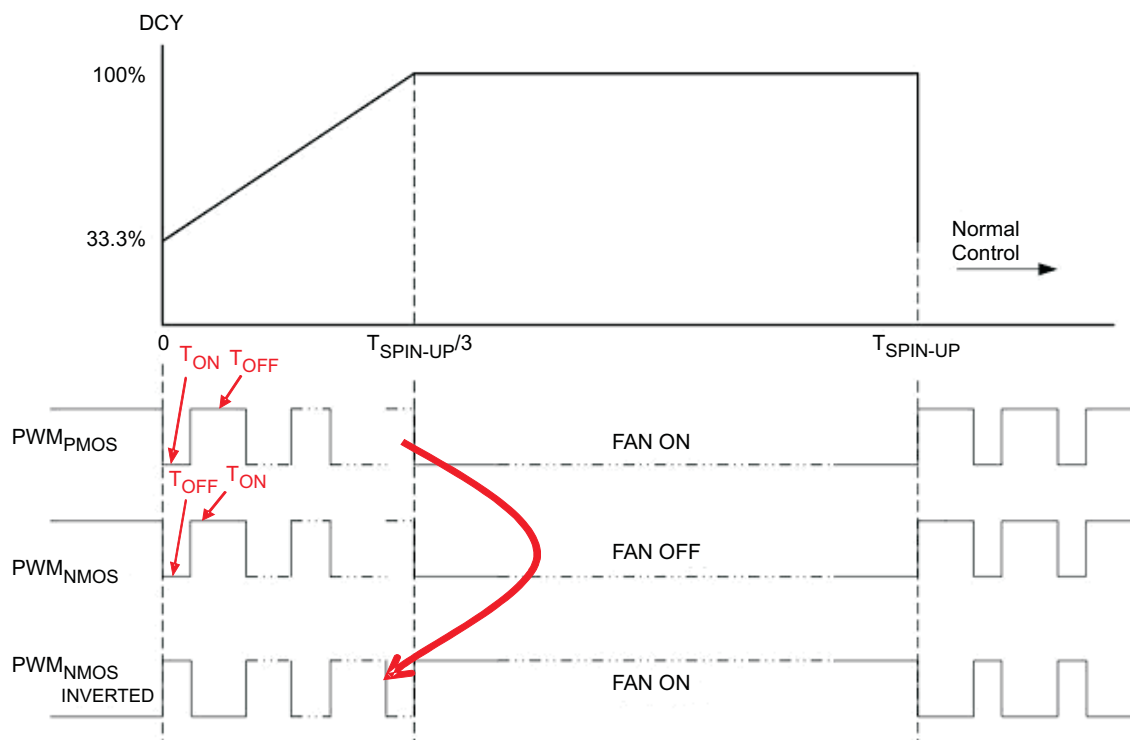 DCY
100%
33.3%
Normal
Control
0
TSPIN-UP/3
TSPIN-UP
TON
TOFF
PWMPMOS
FAN ON
TOFF
TON
PWMNMOS
FAN OFF
PWMNMOS
INVERTED
FAN ON